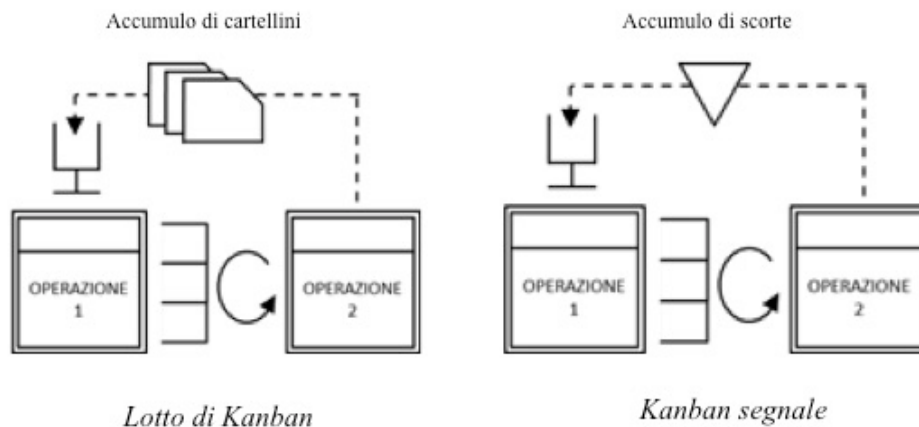 Accumulo di cartellini
Accumulo di scorte
OPERAZIONE
1
OPERAZIONE
2
OPERAZIONE
1
OPERAZIONE
2
Lotto di Kanban
Kanban segnale